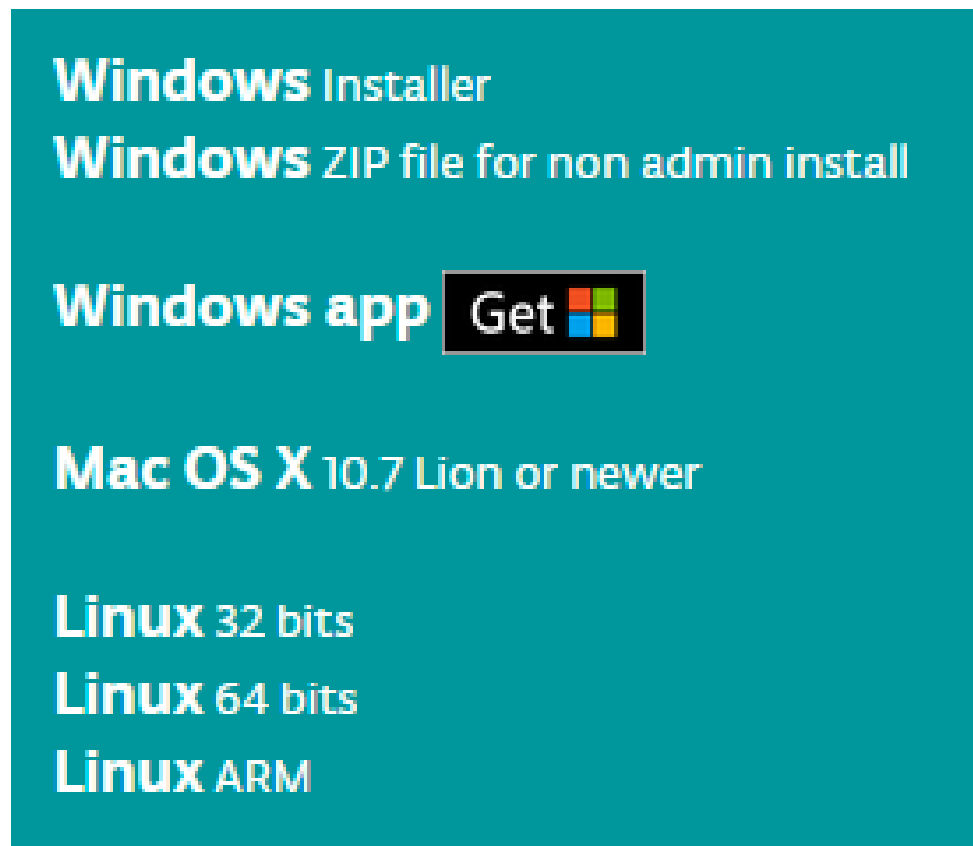 Windows Installer
Windows ZIP file for non admin install
Windows app Get
Mac OS X 10.7 Lion or newer
Linux 32 bits
Linux 64 bits
Linux ARM